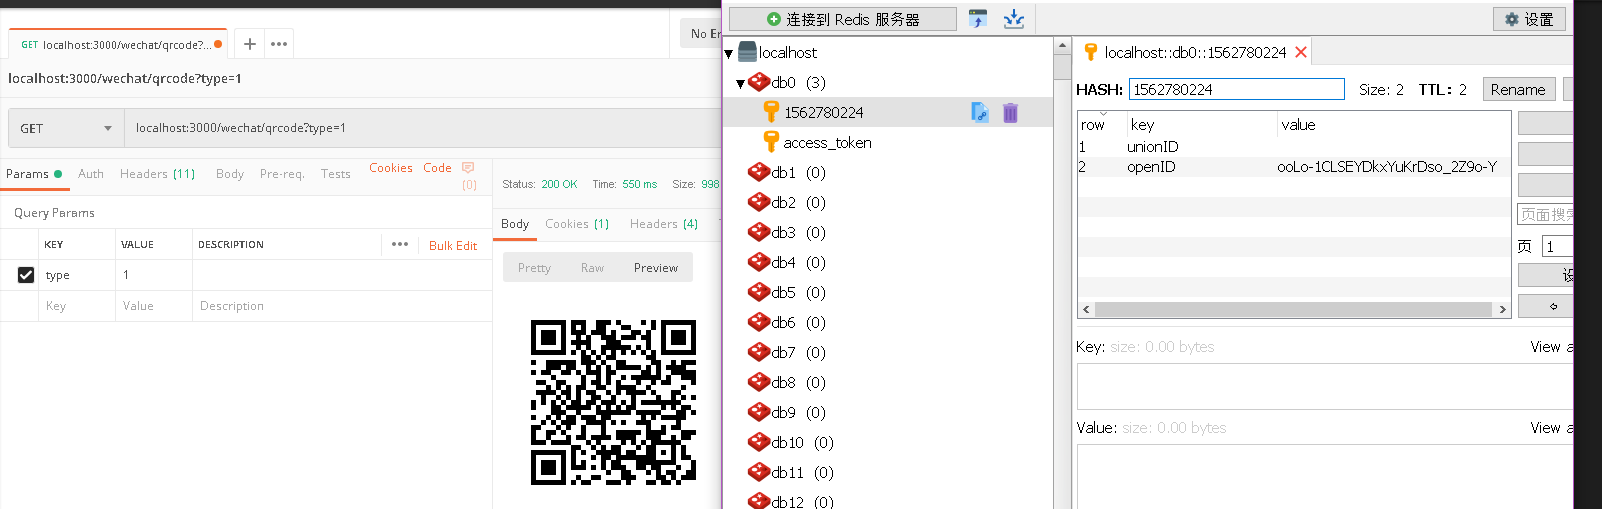 GET localhost:3000/wechat/qrcode?...
No
localhost:3000/wechat/qrcode?type=1
GET localhost:3000/wechat/qrcode?type=1
Params Auth Headers (11) Body Pre-req. Tests Cookies Code (0)
Query Params
KEY VALUE DESCRIPTION ••• Bulk Edit
type 1
Key Value Description
Status: 200 OK Time: 550 ms Size: 998
Body Cookies (1) Headers (4)
Pretty Raw Preview
连接到 Redis 服务器
设置
localhost
db0 (3)
1562780224
access_token
db1 (0)
db2 (0)
db3 (0)
db4 (0)
db5 (0)
db6 (0)
db7 (0)
db8 (0)
db9 (0)
db10 (0)
db11 (0)
db12 (0)
localhost::db0::1562780224
HASH: 1562780224 Size: 2 TTL: 2 Rename
row key value
1 unionID
2 openID ooLo-1CLSEYDkxYuKrDso_2Z9o-Y
页面搜索
页 1
Key: size: 0.00 bytes View
Value: size: 0.00 bytes View